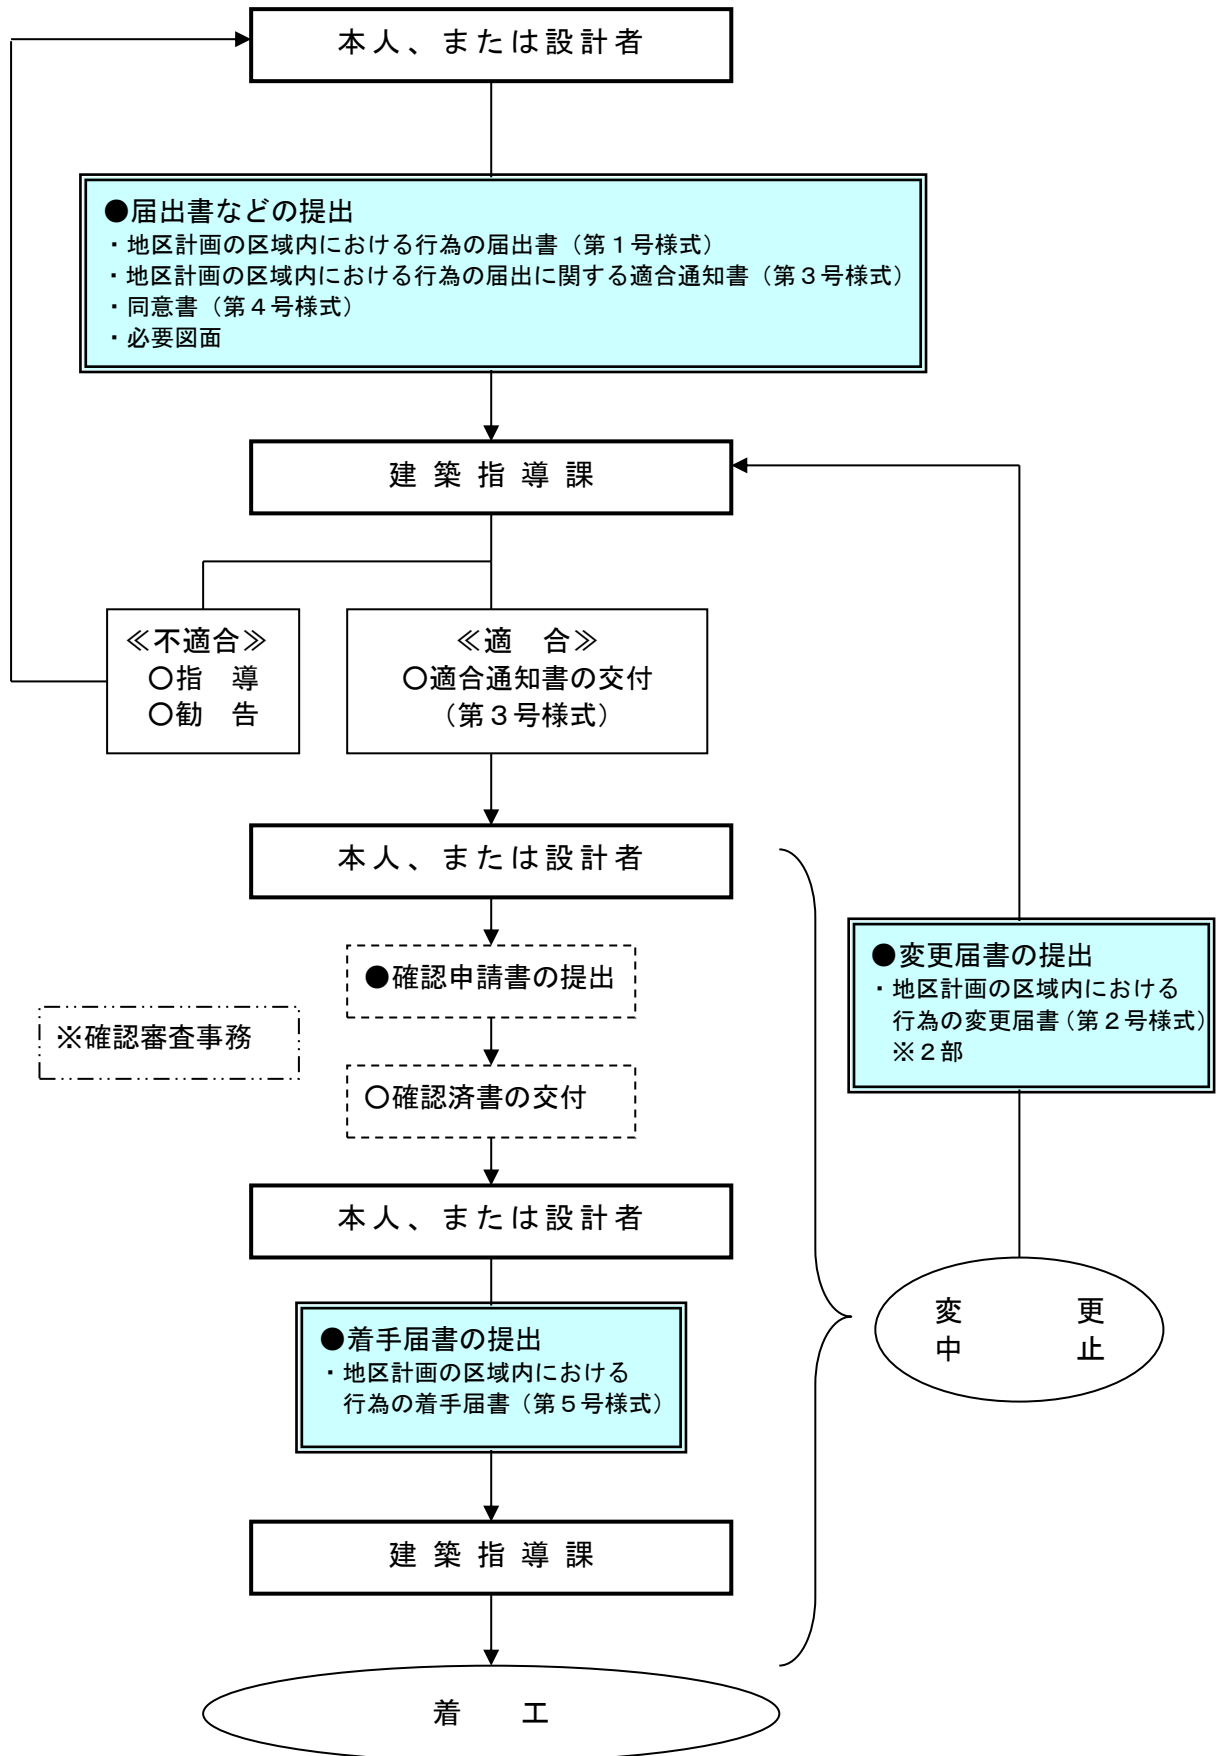 本人、または設計者
●届出書などの提出
・地区計画の区域内における行為の届出書（第１号様式）
・地区計画の区域内における行為の届出に関する適合通知書（第３号様式）
・同意書（第４号様式）
・必要図面
建築指導課
≪不適合≫
○指　導
○勧　告
≪適　合≫
○適合通知書の交付
（第３号様式）
本人、または設計者
●確認申請書の提出
※確認審査事務
○確認済書の交付
●変更届書の提出
・地区計画の区域内における
行為の変更届書（第２号様式）
※２部
本人、または設計者
変　更
中　止
●着手届書の提出
・地区計画の区域内における
行為の着手届書（第５号様式）
建築指導課
着　工